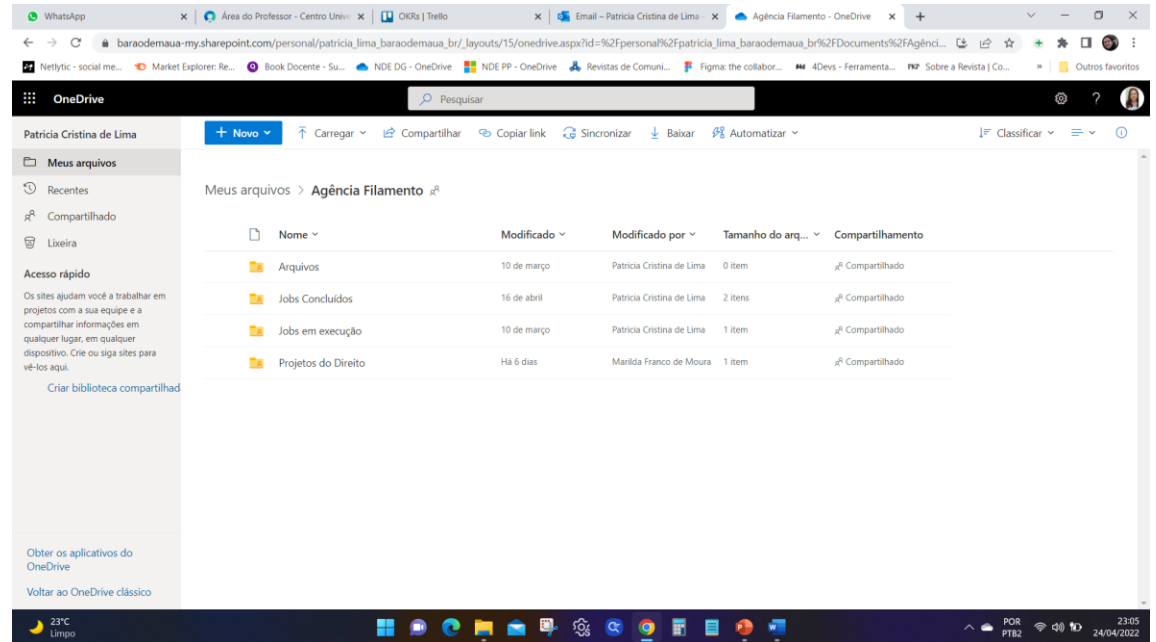 WhatsApp
Área do Professor - Centro Unive
OKRs | Trello
Email – Patricia Cristina de Lima –
Agência Filamento - OneDrive
baraodemaua-my.sharepoint.com/personal/patricia_lima_baraodemaua_br/_layouts/15/onedrive.aspx?id=%2Fpersonal%2Fpatricia_lima_baraodemaua_br%2FDocuments%2FAgênci...
Netlytic - social me...
Market Explorer: Re...
Book Docente - Su...
NDE DG - OneDrive
NDE PP - OneDrive
Revistas de Comuni...
Figma: the collabor...
4Devs - Ferramenta...
Sobre a Revista | Co...
»
Outros favoritos
OneDrive
Pesquisar
Patricia Cristina de Lima
Novo
Carregar
Compartilhar
Copiar link
Sincronizar
Baixar
Automatizar
Classificar
Meus arquivos
Recentes
Compartilhado
Lixeira
Acesso rápido
Os sites ajudam você a trabalhar em
projetos com a sua equipe e a
compartilhar informações em
qualquer lugar, em qualquer
dispositivo. Crie ou siga sites para
vê-los aqui.
Criar biblioteca compartilhad
Obter os aplicativos do
OneDrive
Voltar ao OneDrive clássico
Meus arquivos > Agência Filamento
Nome Modificado Modificado por Tamanho do arq... Compartilhamento
Arquivos 10 de março Patricia Cristina de Lima 0 item Compartilhado
Jobs Concluídos 16 de abril Patricia Cristina de Lima 2 itens Compartilhado
Jobs em execução 10 de março Patricia Cristina de Lima 1 item Compartilhado
Projetos do Direito Há 6 dias Marilda Franco de Moura 1 item Compartilhado
23°C
Limpo
POR
PTB2
23:05
24/04/2022